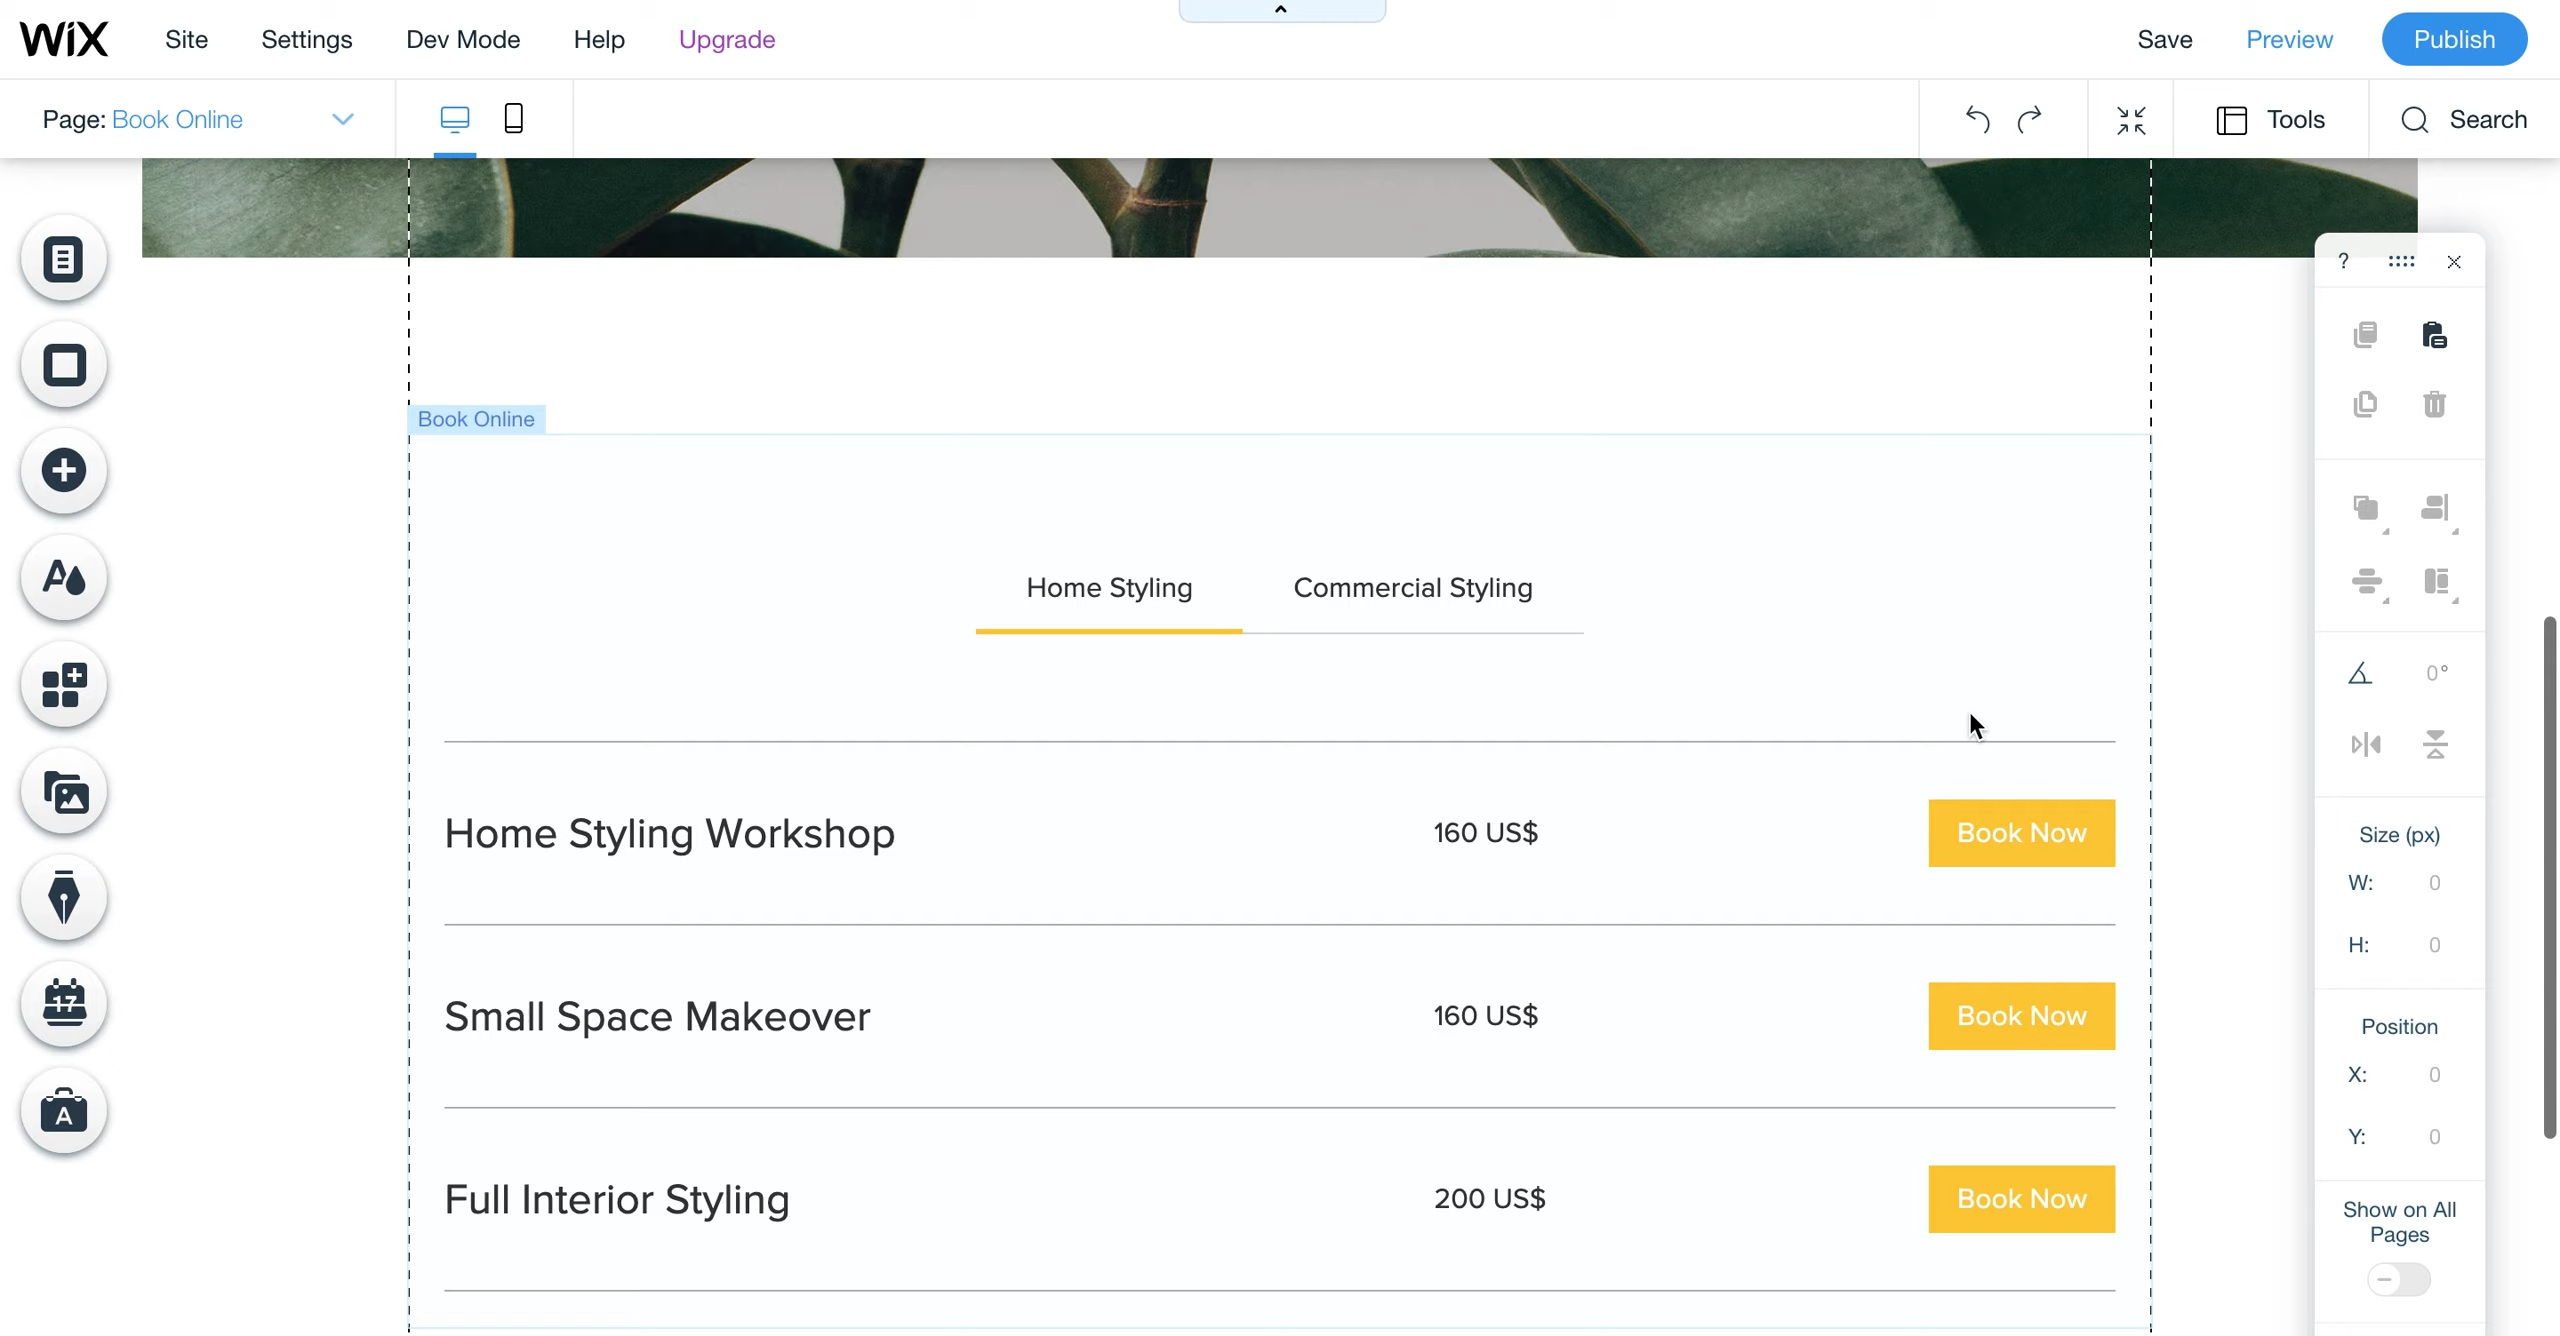 WiX Site Settings Dev Mode Help Upgrade Save Preview Publish
Page: Book Online Tools Search
?
Book Online
Home Styling Commercial Styling
0°
Home Styling Workshop 160 US$ Book Now
Size (px)
W: 0
H: 0
Small Space Makeover 160 US$ Book Now
17
Position
X: 0
A
Y: 0
Full Interior Styling 200 US$ Book Now
Show on All
Pages